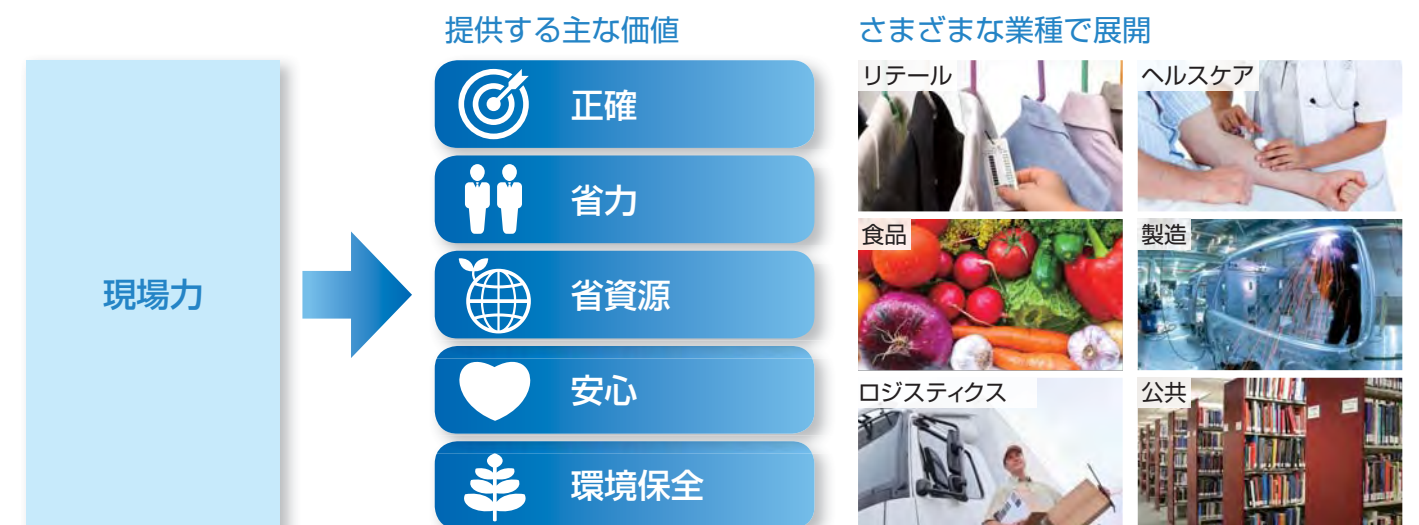 提供する主な価値
さまざまな業種で展開
現場力
正確
省力
省資源
安心
環境保全
リテール
ヘルスケア
食品
製造
ロジスティクス
公共